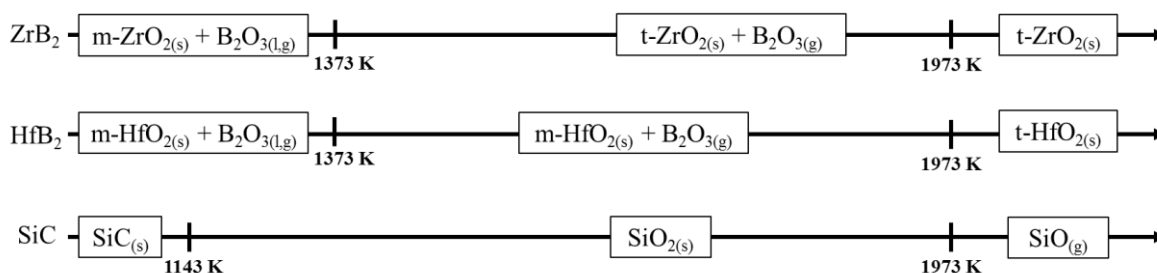 ZrB₂ m-ZrO₂₍ₛ₎ + B₂O₃₍ₗ,g₎ t-ZrO₂₍ₛ₎ + B₂O₃(g) t-ZrO₂₍ₛ₎
1373 K 1973 K
HfB₂ m-HfO₂₍ₛ₎ + B₂O₃₍ₗ,g₎ m-HfO₂₍ₛ₎ + B₂O₃(g) t-HfO₂₍ₛ₎
1373 K 1973 K
SiC SiC₍ₛ₎ SiO₂₍ₛ₎ SiO(g)
1143 K 1973 K